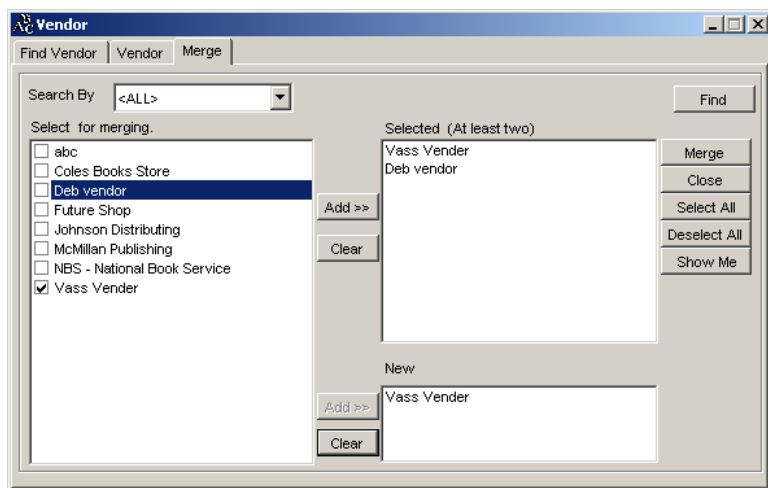 Vendor
Find Vendor Vendor Merge
Search By <ALL> Find
Select for merging. Selected (At least two)
abc
Coles Books Store
Deb vendor
Future Shop
Johnson Distributing
McMillan Publishing
NBS - National Book Service
Vass Vender
Add >>
Clear
Vass Vender
Deb vendor
Merge
Close
Select All
Deselect All
Show Me
New
Add >>
Clear
Vass Vender